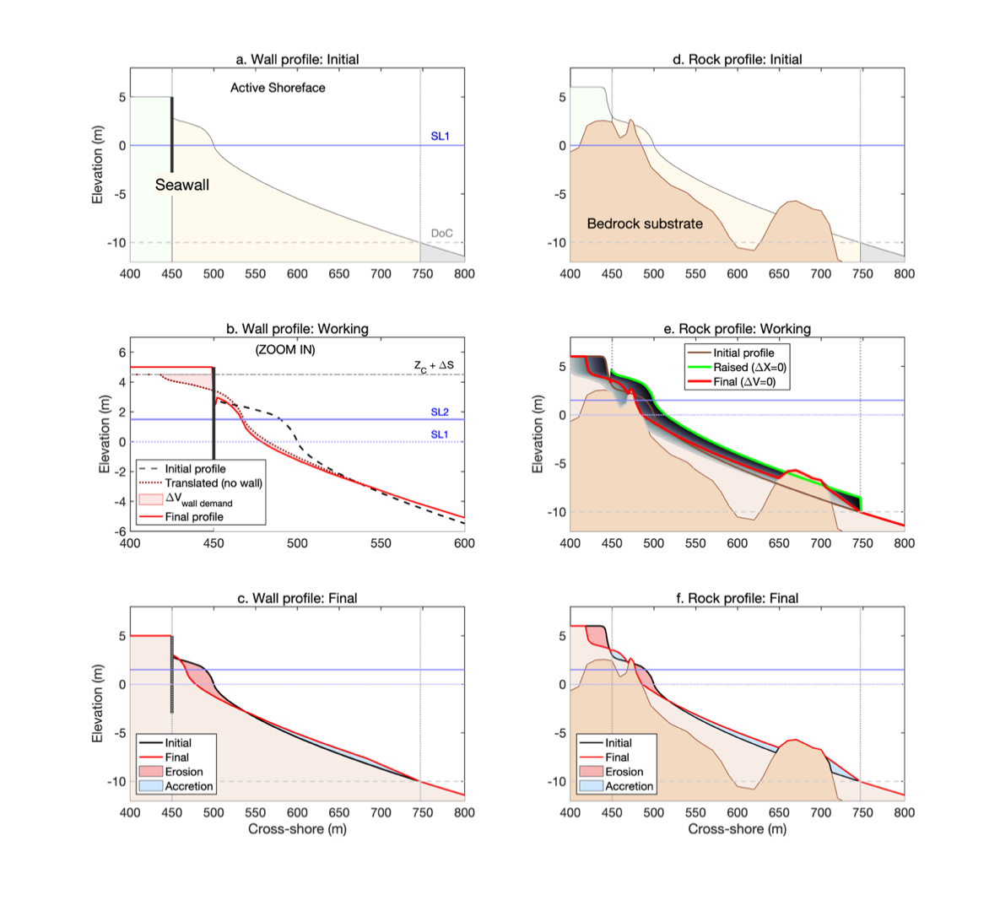 a. Wall profile: Initial
Active Shoreface
5
0
-5
-10
Elevation (m)
SL1
Seawall
DoC
400 450 500 550 600 650 700 750 800
d. Rock profile: Initial
5
0
-5
-10
Bedrock substrate
400 450 500 550 600 650 700 750 800
b. Wall profile: Working
(ZOOM IN)
6
4
2
0
-2
-4
-6
Elevation (m)
Z_C + ΔS
SL2
SL1
Initial profile
Translated (no wall)
ΔV_wall demand
Final profile
400 450 500 550 600
e. Rock profile: Working
5
0
-5
-10
Elevation (m)
Initial profile
Raised (ΔX=0)
Final (ΔV=0)
400 450 500 550 600 650 700 750 800
c. Wall profile: Final
5
0
-5
-10
Elevation (m)
Initial
Final
Erosion
Accretion
400 450 500 550 600 650 700 750 800
Cross-shore (m)
f. Rock profile: Final
5
0
-5
-10
Initial
Final
Erosion
Accretion
400 450 500 550 600 650 700 750 800
Cross-shore (m)